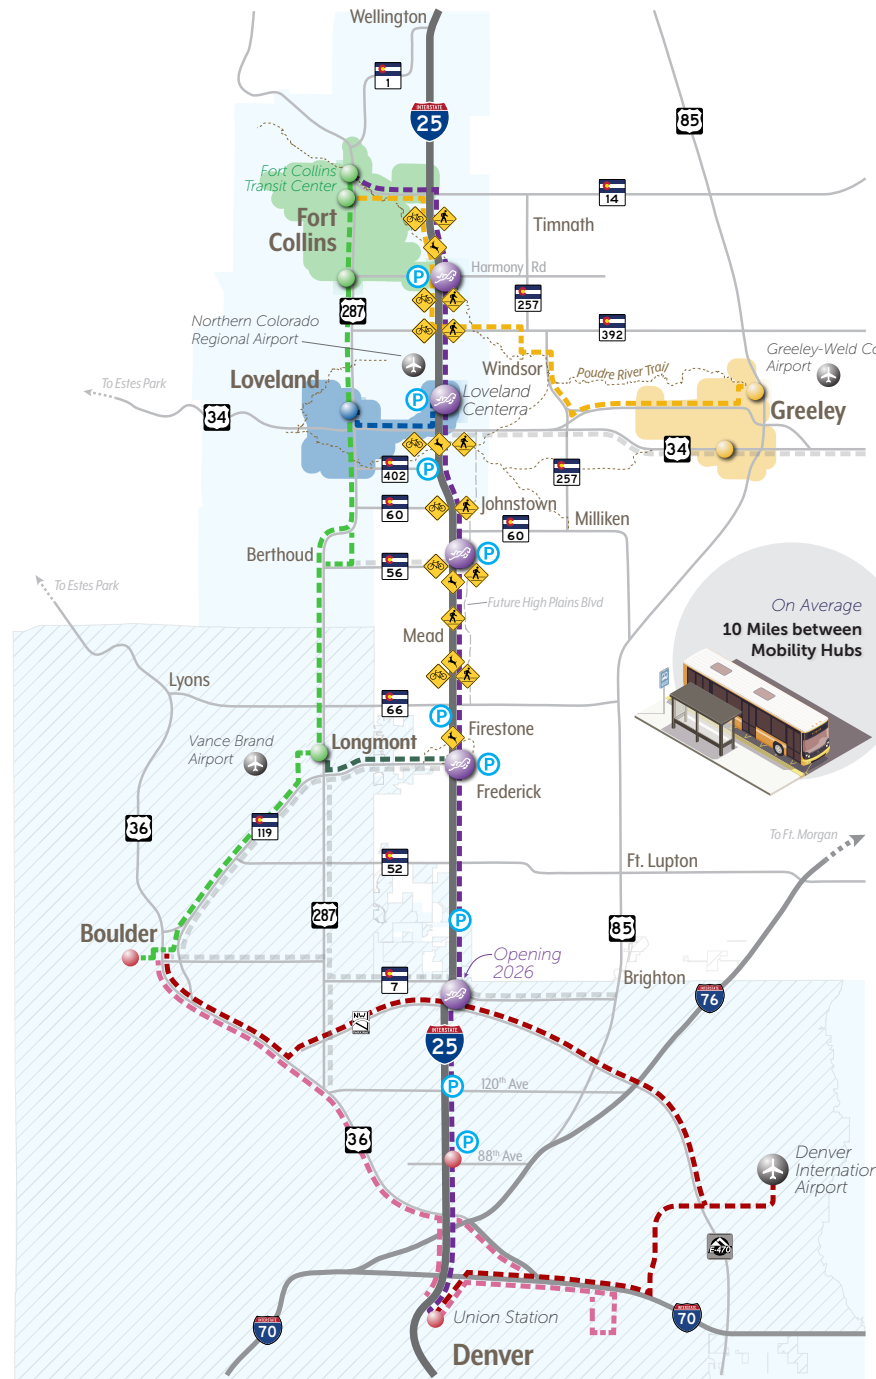 Wellington
1
INTERSTATE
25
85
Fort Collins
Transit Center
14
Fort
Collins
Timnath
P
Harmony Rd
257
287
Northern Colorado
Regional Airport
392
Windsor
Poudre River Trail
Greeley-Weld Co
Airport
To Estes Park
Loveland
P
Loveland
Centerra
Greeley
34
34
402
P
257
60
Johnstown
60
Milliken
Berthoud
56
P
To Estes Park
Future High Plains Blvd
On Average
10 Miles between
Mobility Hubs
Mead
Lyons
66
P
Firestone
Vance Brand
Airport
Longmont
P
Frederick
36
119
To Ft. Morgan
52
Ft. Lupton
287
P
85
Boulder
Opening
2026
7
Brighton
INTERSTATE
76
NW
INTERSTATE
25
P
120th Ave
36
P
88th Ave
Denver
Internation
Airport
E-470
Union Station
INTERSTATE
70
INTERSTATE
70
Denver